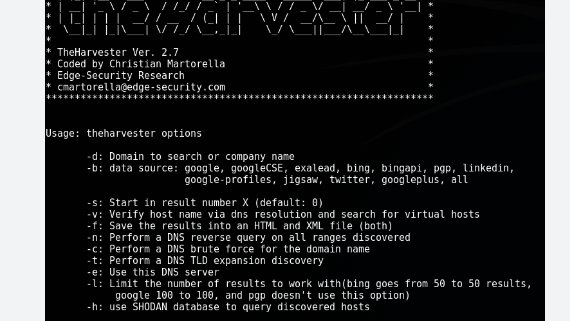 *                                                                 *
* TheHarvester Ver. 2.7                                           *
* Coded by Christian Martorella                                   *
* Edge-Security Research                                          *
* cmartorella@edge-security.com                                   *
*******************************************************************
Usage: theharvester options
-d: Domain to search or company name
-b: data source: google, googleCSE, exalead, bing, bingapi, pgp, linkedin,
google-profiles, jigsaw, twitter, googleplus, all
-s: Start in result number X (default: 0)
-v: Verify host name via dns resolution and search for virtual hosts
-f: Save the results into an HTML and XML file (both)
-n: Perform a DNS reverse query on all ranges discovered
-c: Perform a DNS brute force for the domain name
-t: Perform a DNS TLD expansion discovery
-e: Use this DNS server
-l: Limit the number of results to work with(bing goes from 50 to 50 results,
google 100 to 100, and pgp doesn't use this option)
-h: use SHODAN database to query discovered hosts